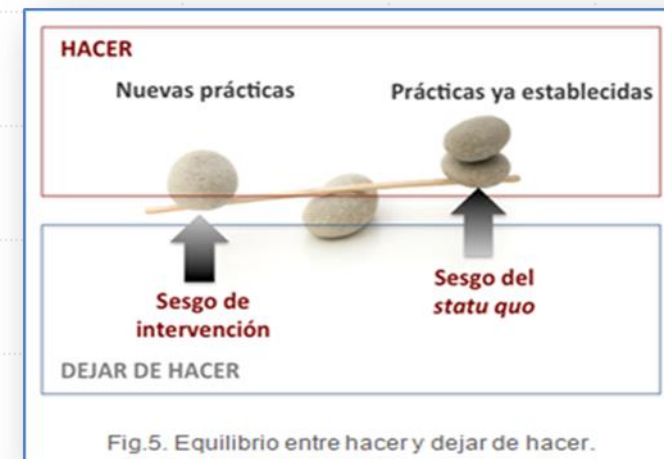 HACER
Nuevas prácticas
Prácticas ya establecidas
Sesgo de
intervención
Sesgo del
statu quo
DEJAR DE HACER
Fig.5. Equilibrio entre hacer y dejar de hacer.